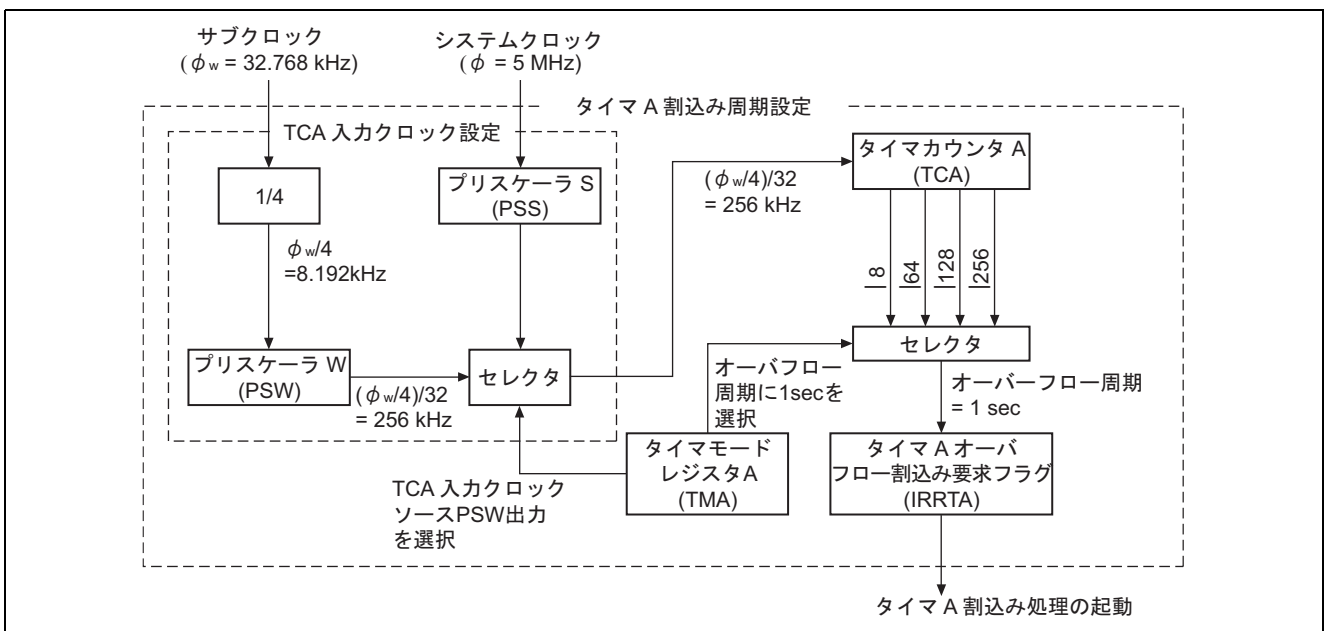 サブクロック
(φw = 32.768 kHz)
システムクロック
(φ = 5 MHz)
タイマ A 割込み周期設定
TCA 入力クロック設定
1/4
プリスケーラ S
(PSS)
(φw/4)/32
= 256 kHz
タイマカウンタ A
(TCA)
φw/4
=8.192kHz
8
64
128
256
プリスケーラ W
(PSW)
(φw/4)/32
= 256 kHz
セレクタ
オーバフロー
周期に1secを
選択
セレクタ
オーバーフロー周期
= 1 sec
TCA 入力クロック
ソースPSW出力
を選択
タイマモード
レジスタA
(TMA)
タイマ A オーバ
フロー割込み要求フラグ
(IRRTA)
タイマ A 割込み処理の起動